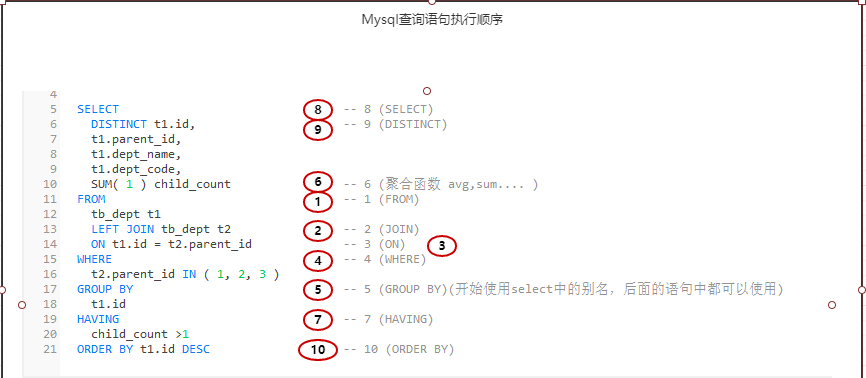 Mysql查询语句执行顺序
4
5 SELECT 8 -- 8 (SELECT)
6 DISTINCT t1.id, 9 -- 9 (DISTINCT)
7 t1.parent_id,
8 t1.dept_name,
9 t1.dept_code,
10 SUM( 1 ) child_count 6 -- 6 (聚合函数 avg,sum.... )
11 FROM 1 -- 1 (FROM)
12 tb_dept t1
13 LEFT JOIN tb_dept t2 2 -- 2 (JOIN)
14 ON t1.id = t2.parent_id -- 3 (ON) 3
15 WHERE 4 -- 4 (WHERE)
16 t2.parent_id IN ( 1, 2, 3 )
17 GROUP BY 5 -- 5 (GROUP BY)(开始使用select中的别名，后面的语句中都可以使用)
18 t1.id
19 HAVING 7 -- 7 (HAVING)
20 child_count >1
21 ORDER BY t1.id DESC 10 -- 10 (ORDER BY)